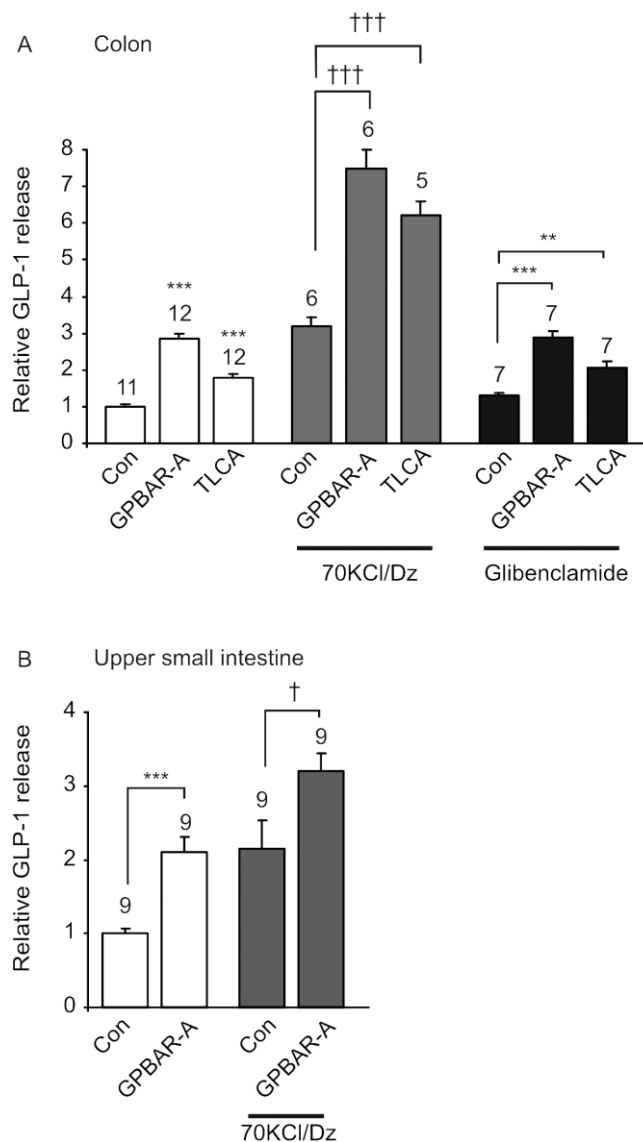 A Colon
†††
†††
Relative GLP-1 release
8
7
6
5
4
3
2
1
0
11
***
12
***
12
6
6
5
7
***
**
7
7
Con
GPBAR-A
TLCA
Con
GPBAR-A
TLCA
Con
GPBAR-A
TLCA
70KCl/Dz
Glibenclamide
B Upper small intestine
Relative GLP-1 release
4
3
2
1
0
9
***
9
9
†
9
Con
GPBAR-A
Con
GPBAR-A
70KCl/Dz